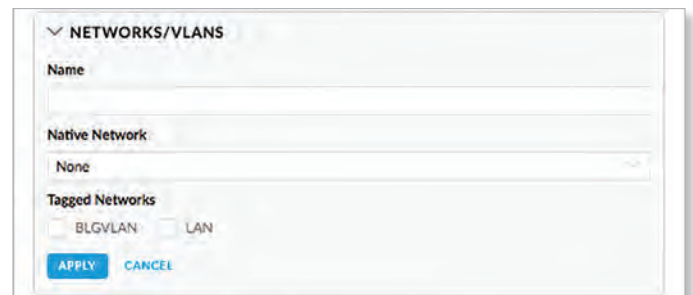 NETWORKS/VLANS
Name
Native Network
None
Tagged Networks
BLGVLAN LAN
APPLY CANCEL